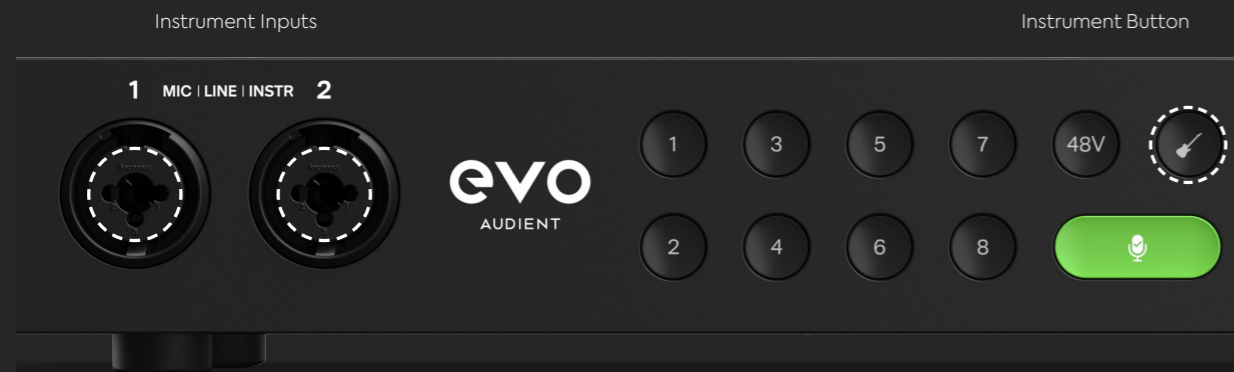 Instrument Inputs
Instrument Button
1 MIC | LINE | INSTR 2
evo
AUDIENT
1 3 5 7 48V
2 4 6 8